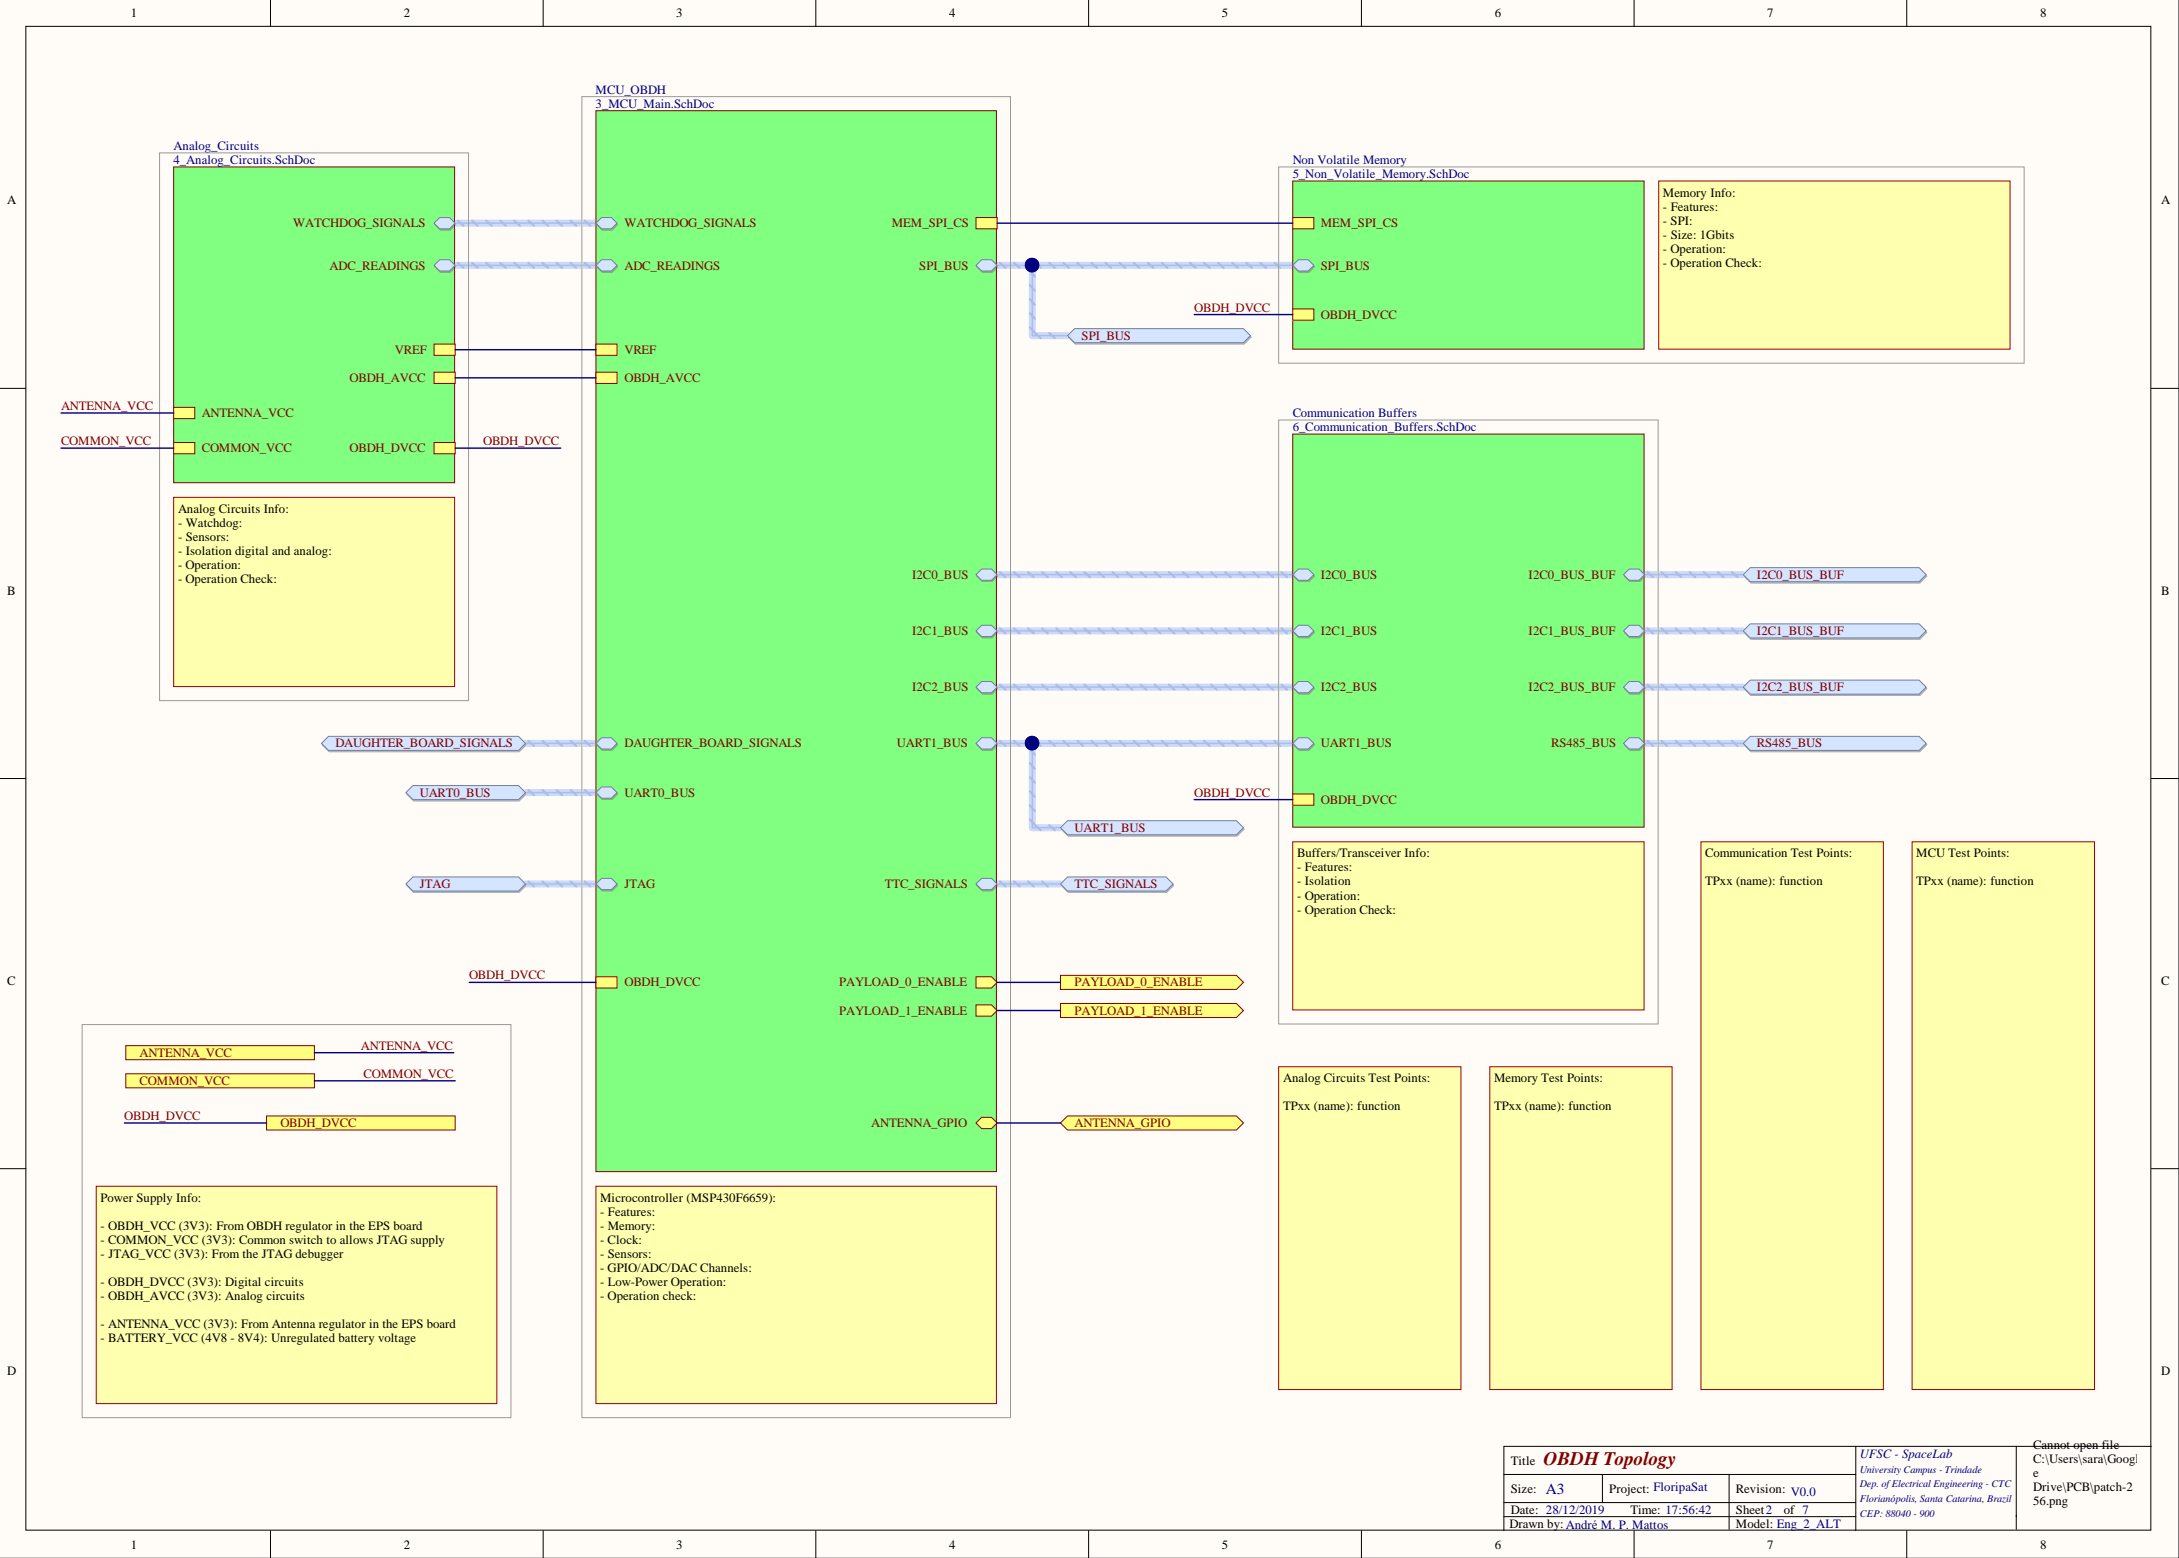 1 2 3 4 5 6 7 8
A
A
B
B
C
C
D
D
Analog_Circuits
4_Analog_Circuits.SchDoc
WATCHDOG_SIGNALS
ADC_READINGS
VREF
OBDH_AVCC
ANTENNA_VCC
ANTENNA_VCC
COMMON_VCC
COMMON_VCC
OBDH_DVCC
OBDH_DVCC
Analog Circuits Info:
- Watchdog:
- Sensors:
- Isolation digital and analog:
- Operation:
- Operation Check:
MCU_OBDH
3_MCU_Main.SchDoc
WATCHDOG_SIGNALS
ADC_READINGS
VREF
OBDH_AVCC
DAUGHTER_BOARD_SIGNALS
DAUGHTER_BOARD_SIGNALS
UART0_BUS
UART0_BUS
JTAG
JTAG
OBDH_DVCC
OBDH_DVCC
MEM_SPI_CS
SPI_BUS
SPI_BUS
I2C0_BUS
I2C1_BUS
I2C2_BUS
UART1_BUS
UART1_BUS
TTC_SIGNALS
TTC_SIGNALS
PAYLOAD_0_ENABLE
PAYLOAD_0_ENABLE
PAYLOAD_1_ENABLE
PAYLOAD_1_ENABLE
ANTENNA_GPIO
ANTENNA_GPIO
Microcontroller (MSP430F6659):
- Features:
- Memory:
- Clock:
- Sensors:
- GPIO/ADC/DAC Channels:
- Low-Power Operation:
- Operation check:
Non Volatile Memory
5_Non_Volatile_Memory.SchDoc
MEM_SPI_CS
SPI_BUS
OBDH_DVCC
OBDH_DVCC
Memory Info:
- Features:
- SPI:
- Size: 1Gbits
- Operation:
- Operation Check:
Communication Buffers
6_Communication_Buffers.SchDoc
I2C0_BUS
I2C0_BUS_BUF
I2C0_BUS_BUF
I2C1_BUS
I2C1_BUS_BUF
I2C1_BUS_BUF
I2C2_BUS
I2C2_BUS_BUF
I2C2_BUS_BUF
UART1_BUS
RS485_BUS
RS485_BUS
OBDH_DVCC
OBDH_DVCC
Buffers/Transceiver Info:
- Features:
- Isolation
- Operation:
- Operation Check:
Communication Test Points:
TPxx (name): function
MCU Test Points:
TPxx (name): function
Analog Circuits Test Points:
TPxx (name): function
Memory Test Points:
TPxx (name): function
ANTENNA_VCC
ANTENNA_VCC
COMMON_VCC
COMMON_VCC
OBDH_DVCC
OBDH_DVCC
Power Supply Info:
- OBDH_VCC (3V3): From OBDH regulator in the EPS board
- COMMON_VCC (3V3): Common switch to allows JTAG supply
- JTAG_VCC (3V3): From the JTAG debugger
- OBDH_DVCC (3V3): Digital circuits
- OBDH_AVCC (3V3): Analog circuits
- ANTENNA_VCC (3V3): From Antenna regulator in the EPS board
- BATTERY_VCC (4V8 - 8V4): Unregulated battery voltage
Title OBDH Topology
Size: A3 Project: FloripaSat Revision: V0.0
Date: 28/12/2019 Time: 17:56:42 Sheet 2 of 7
Drawn by: André M. P. Mattos Model: Eng_2_ALT
UFSC - SpaceLab
University Campus - Trindade
Dep. of Electrical Engineering - CTC
Florianópolis, Santa Catarina, Brazil
CEP: 88040 - 900
Cannot open file
C:\Users\sara\Googl
e
Drive\PCB\patch-2
56.png
1 2 3 4 5 6 7 8